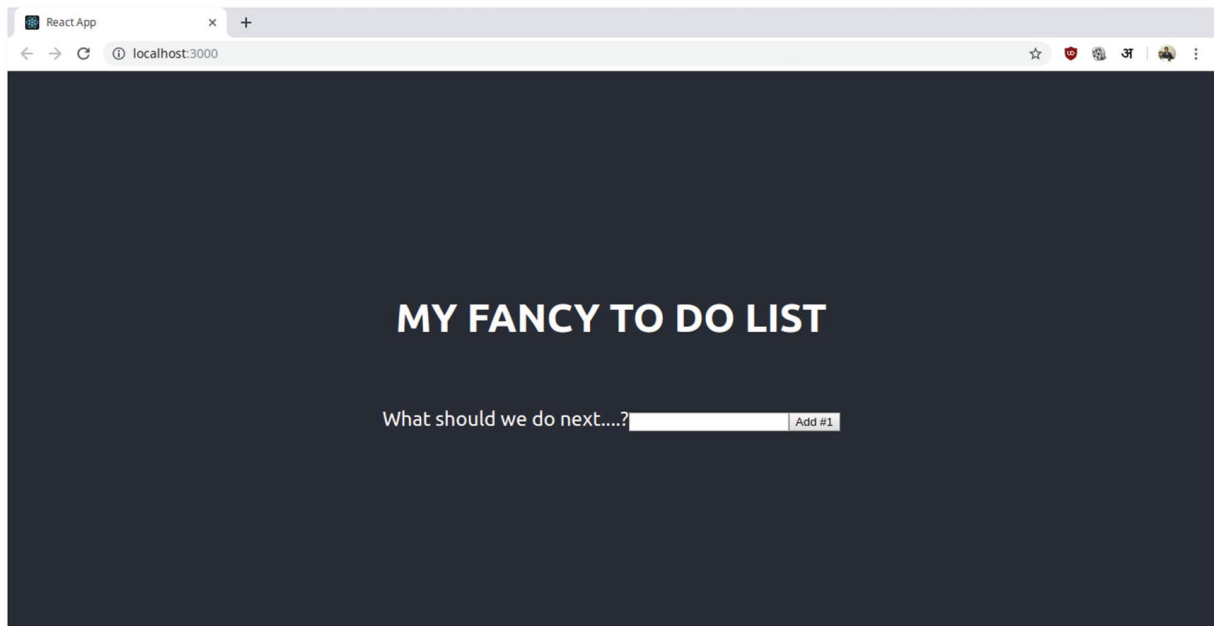 React App
localhost:3000
अ
MY FANCY TO DO LIST
What should we do next....? Add #1